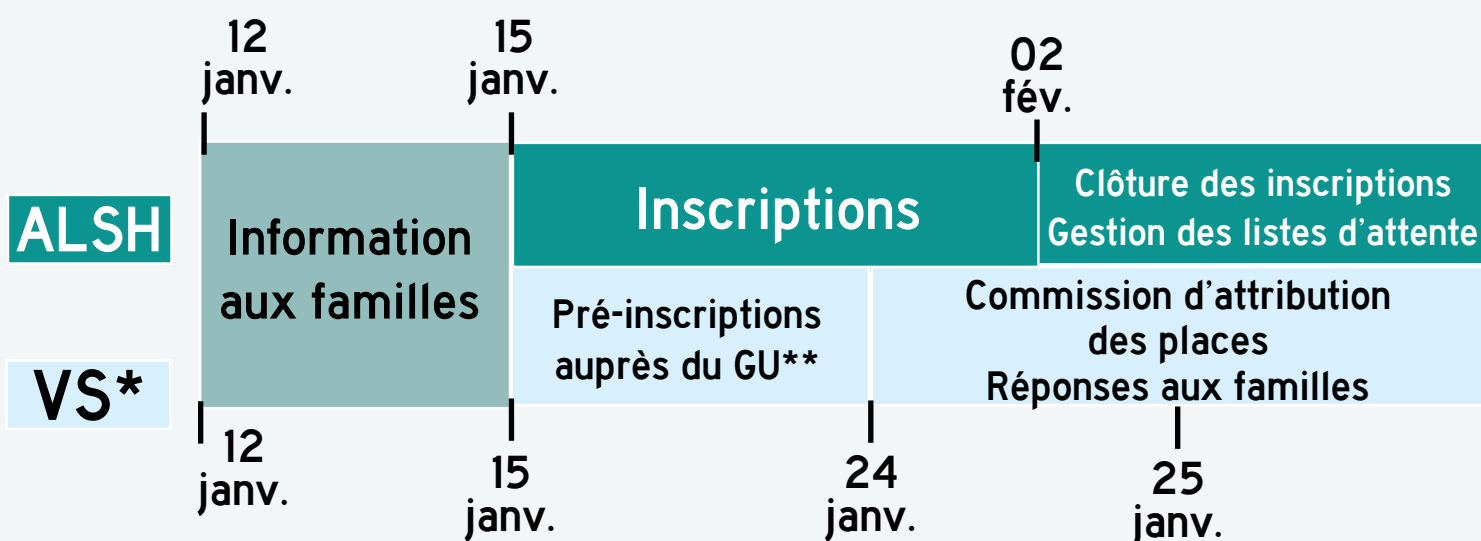 12
janv.
15
janv.
02
fév.
ALSH
Information
aux familles
Inscriptions
Clôture des inscriptions
Gestion des listes d'attente
VS*
Pré-inscriptions
auprès du GU**
Commission d'attribution
des places
Réponses aux familles
12
janv.
15
janv.
24
janv.
25
janv.